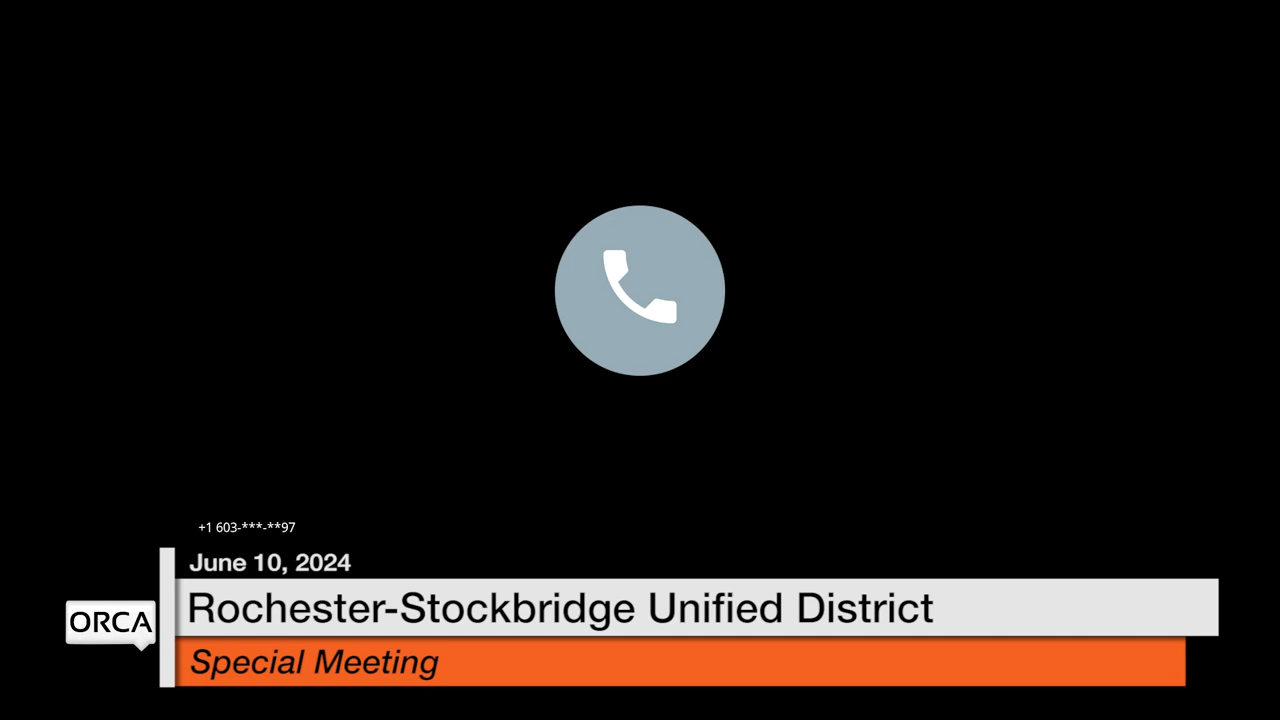 +1 603-***-**97
June 10, 2024
ORCA
Rochester-Stockbridge Unified District
Special Meeting